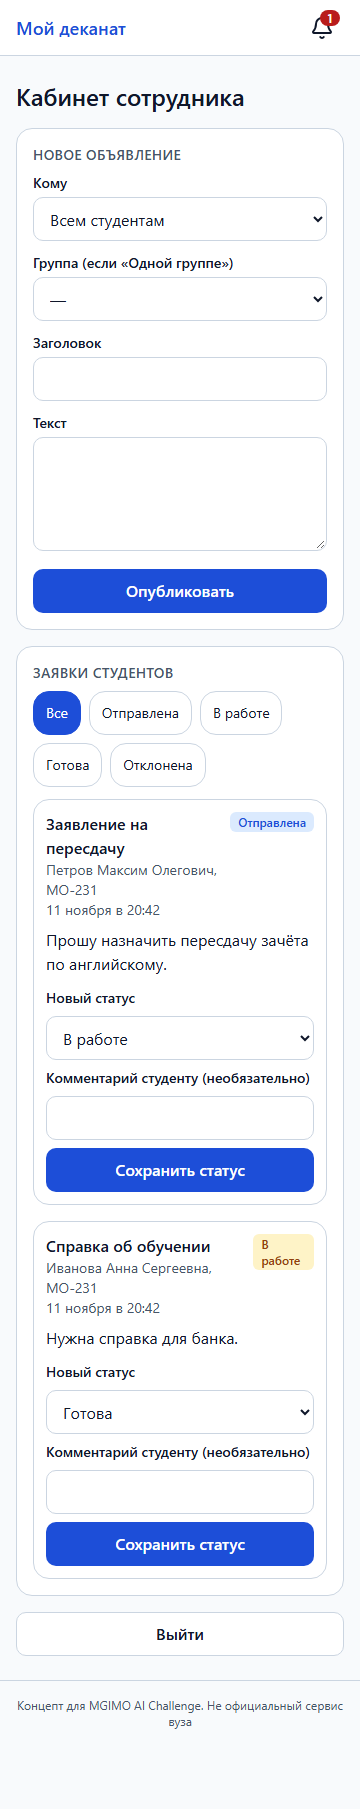 Мой деканат
1
Кабинет сотрудника
НОВОЕ ОБЪЯВЛЕНИЕ
Кому
Всем студентам
Группа (если «Одной группе»)
—
Заголовок
Текст
Опубликовать
ЗАЯВКИ СТУДЕНТОВ
Все
Отправлена
В работе
Готова
Отклонена
Заявление на
пересдачу
Отправлена
Петров Максим Олегович,
МО-231
11 ноября в 20:42
Прошу назначить пересдачу зачёта
по английскому.
Новый статус
В работе
Комментарий студенту (необязательно)
Сохранить статус
Справка об обучении
В
работе
Иванова Анна Сергеевна,
МО-231
11 ноября в 20:42
Нужна справка для банка.
Новый статус
Готова
Комментарий студенту (необязательно)
Сохранить статус
Выйти
Концепт для MGIMO AI Challenge. Не официальный сервис
вуза